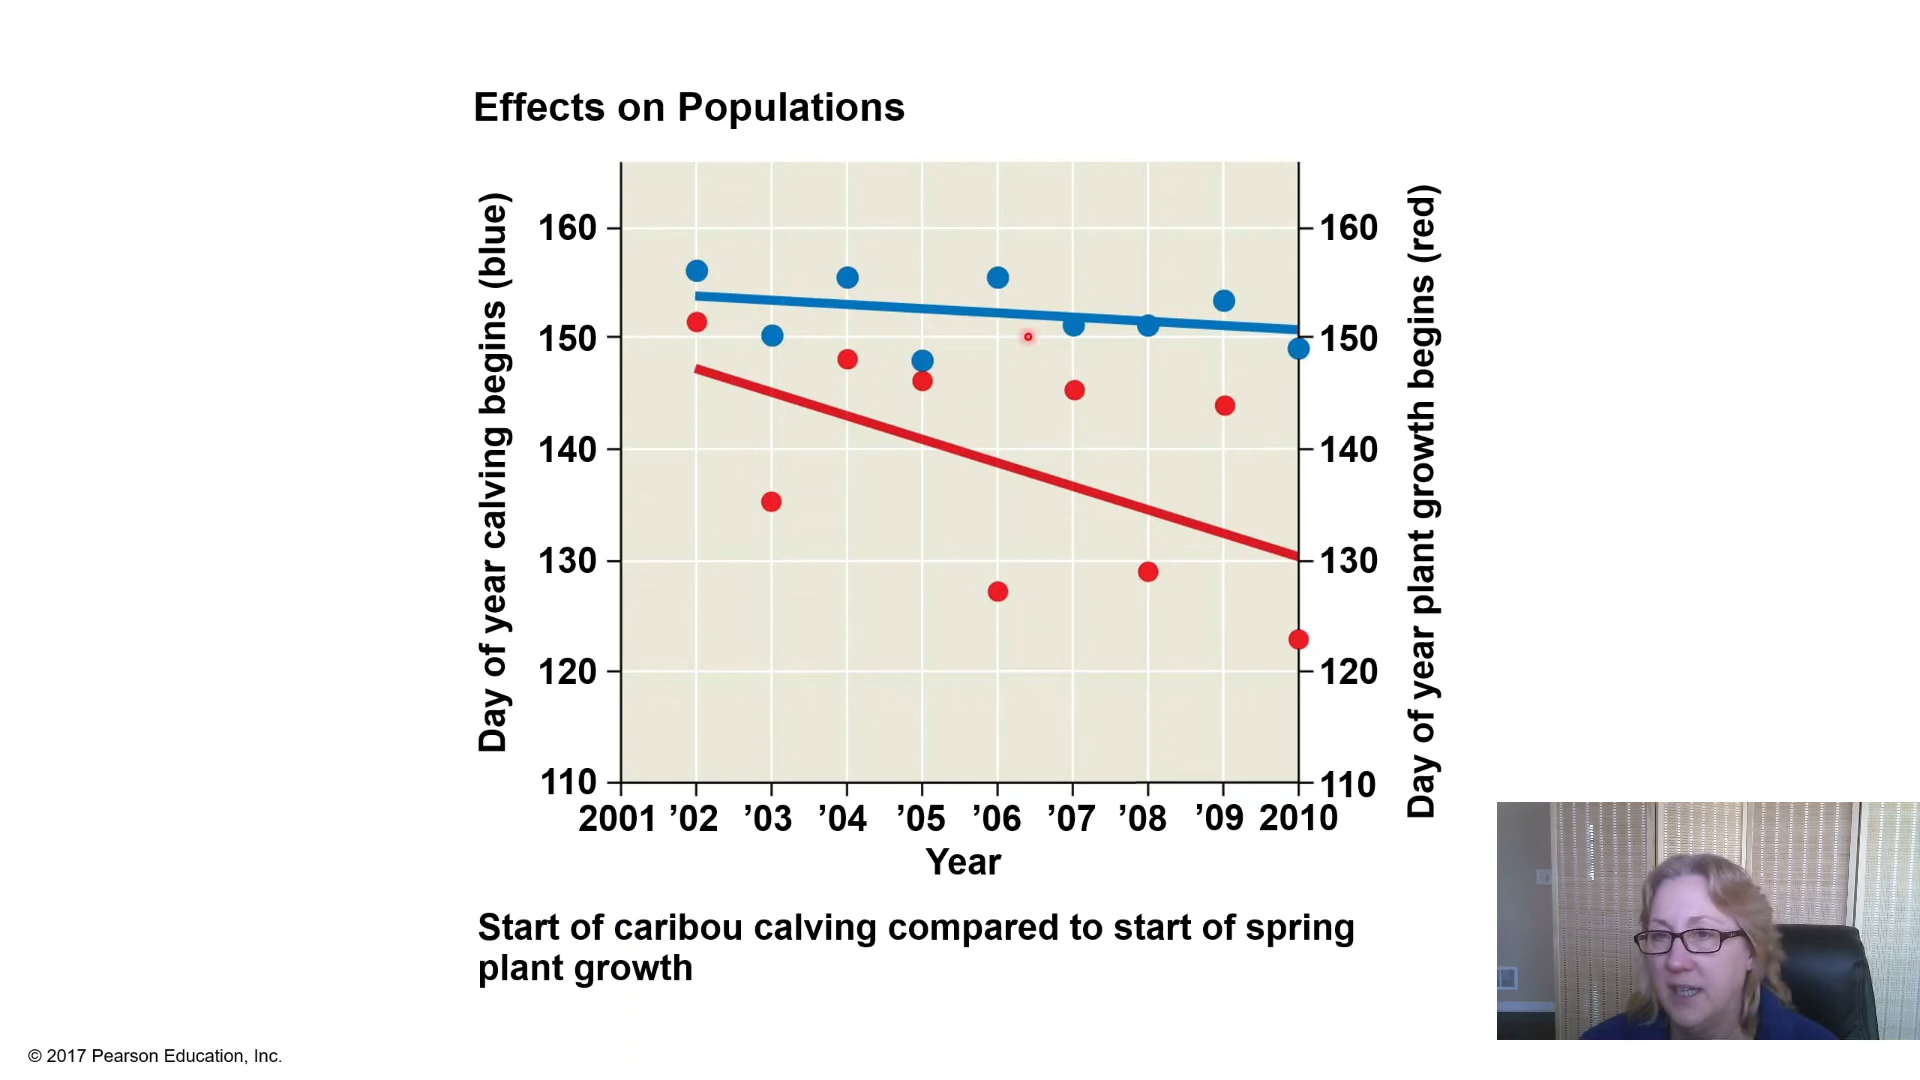 Effects on Populations
Day of year calving begins (blue)
160
150
140
130
120
110
160
150
140
130
120
110
Day of year plant growth begins (red)
2001 ’02 ’03 ’04 ’05 ’06 ’07 ’08 ’09 2010
Year
Start of caribou calving compared to start of spring
plant growth
© 2017 Pearson Education, Inc.